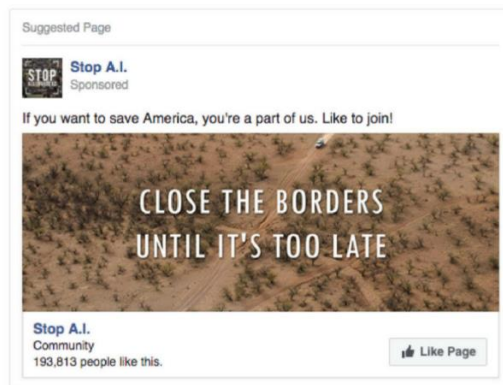 Suggested Page
STOP
Stop A.I.
Sponsored
If you want to save America, you're a part of us. Like to join!
CLOSE THE BORDERS
UNTIL IT'S TOO LATE
Stop A.I.
Community
193,813 people like this.
Like Page